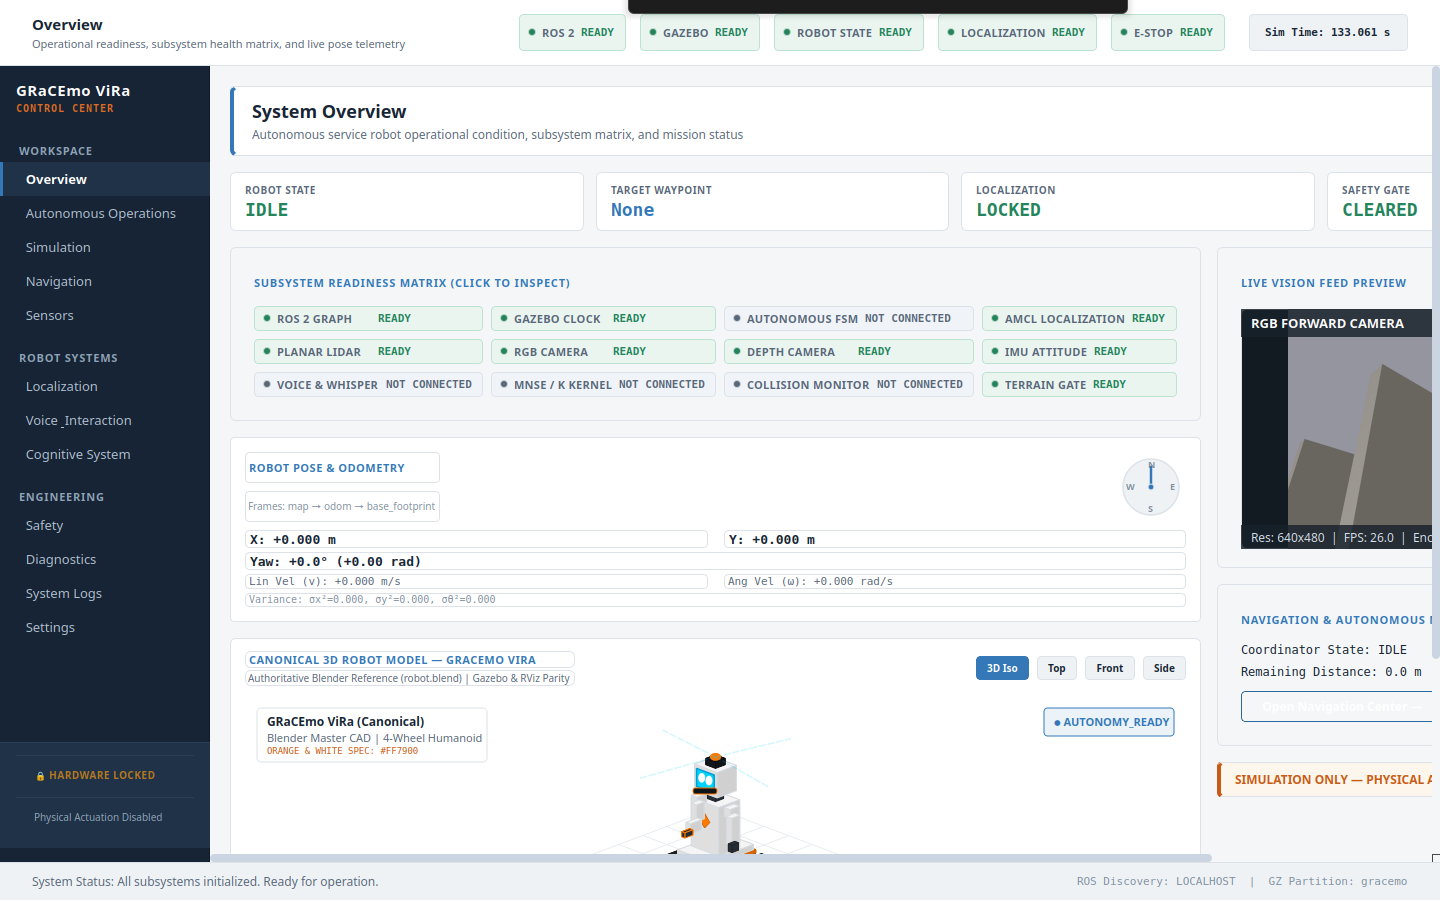 Overview
Operational readiness, subsystem health matrix, and live pose telemetry
ROS 2 READY
GAZEBO READY
ROBOT STATE READY
LOCALIZATION READY
E-STOP READY
Sim Time: 133.061 s
GRaCEmo ViRa
CONTROL CENTER
WORKSPACE
Overview
Autonomous Operations
Simulation
Navigation
Sensors
ROBOT SYSTEMS
Localization
Voice _Interaction
Cognitive System
ENGINEERING
Safety
Diagnostics
System Logs
Settings
HARDWARE LOCKED
Physical Actuation Disabled
System Overview
Autonomous service robot operational condition, subsystem matrix, and mission status
ROBOT STATE
IDLE
TARGET WAYPOINT
None
LOCALIZATION
LOCKED
SAFETY GATE
CLEARED
SUBSYSTEM READINESS MATRIX (CLICK TO INSPECT)
ROS 2 GRAPH READY
GAZEBO CLOCK READY
AUTONOMOUS FSM NOT CONNECTED
AMCL LOCALIZATION READY
PLANAR LIDAR READY
RGB CAMERA READY
DEPTH CAMERA READY
IMU ATTITUDE READY
VOICE & WHISPER NOT CONNECTED
MNSE / K KERNEL NOT CONNECTED
COLLISION MONITOR NOT CONNECTED
TERRAIN GATE READY
ROBOT POSE & ODOMETRY
Frames: map → odom → base_footprint
N
W E
S
X: +0.000 m
Y: +0.000 m
Yaw: +0.0° (+0.00 rad)
Lin Vel (v): +0.000 m/s
Ang Vel (ω): +0.000 rad/s
Variance: σx²=0.000, σy²=0.000, σθ²=0.000
CANONICAL 3D ROBOT MODEL — GRACEMO VIRA
Authoritative Blender Reference (robot.blend) | Gazebo & RViz Parity
3D Iso
Top
Front
Side
GRaCEmo ViRa (Canonical)
Blender Master CAD | 4-Wheel Humanoid
ORANGE & WHITE SPEC: #FF7900
AUTONOMY_READY
LIVE VISION FEED PREVIEW
RGB FORWARD CAMERA
Res: 640x480 | FPS: 26.0 | Enc
NAVIGATION & AUTONOMOUS
Coordinator State: IDLE
Remaining Distance: 0.0 m
Open Navigation Center —
SIMULATION ONLY — PHYSICAL A
System Status: All subsystems initialized. Ready for operation.
ROS Discovery: LOCALHOST | GZ Partition: gracemo